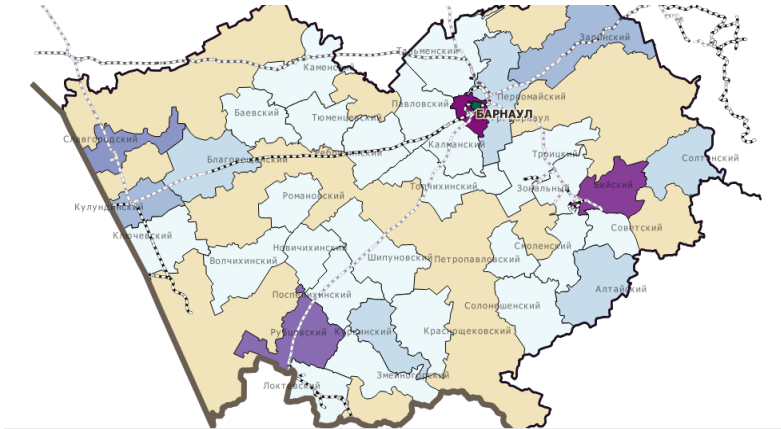 Заринский
Тальменский
Каменский
Павловский
Первомайский
Баевский
Тюменцевский
БАРНАУЛ
Славгородский
Калманский
Ребрихинский
Троицкий
Солтонский
Благовещенский
Топчихинский
Зональный
Бийский
Романовский
Кулундинский
Советский
Ключевский
Новичихинский
Смоленский
Волчихинский
Шипуновский
Петропавловский
Алтайский
Поспелихинский
Солонешенский
Рубцовский
Курьинский
Краснощековский
Змеиногорский
Локтевский